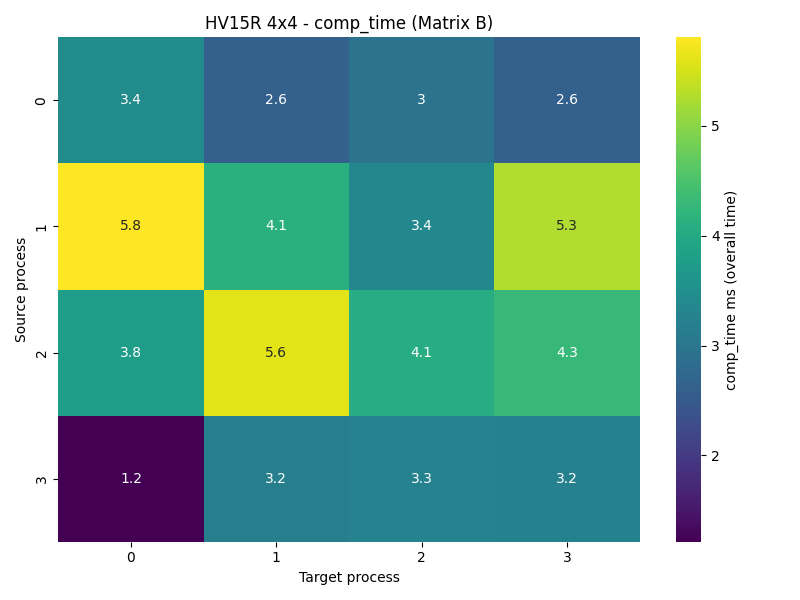 HV15R 4x4 - comp_time (Matrix B)
0 3.4 2.6 3 2.6
1 5.8 4.1 3.4 5.3
2 3.8 5.6 4.1 4.3
3 1.2 3.2 3.3 3.2
0 1 2 3
Source process
Target process
5
4
3
2
comp_time ms (overall time)